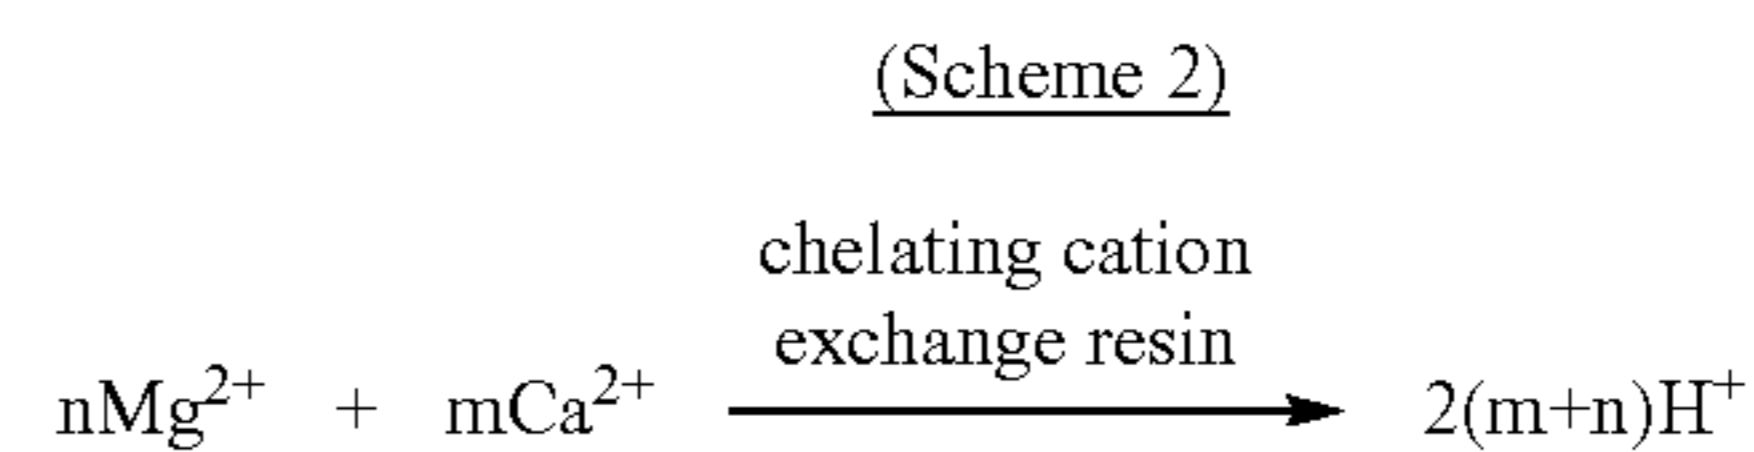 (Scheme 2)
chelating cation
exchange resin
nMg²⁺ + mCa²⁺ ⟶ 2(m+n)H⁺